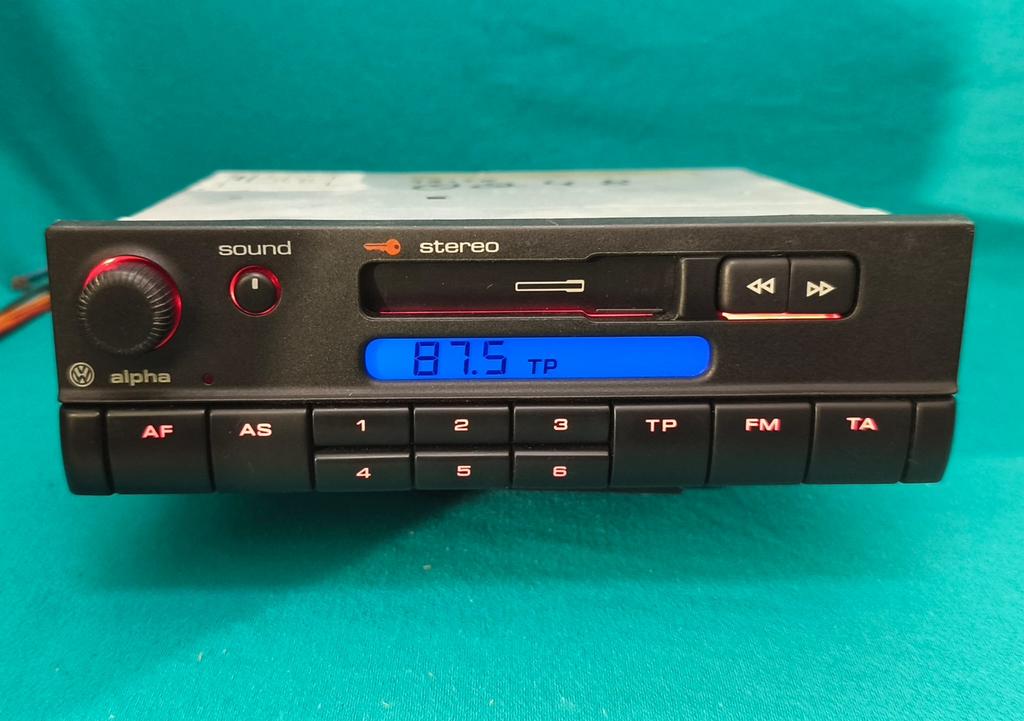 sound
stereo
87.5 TP
alpha
AF AS 1 2 3 TP FM TA
4 5 6